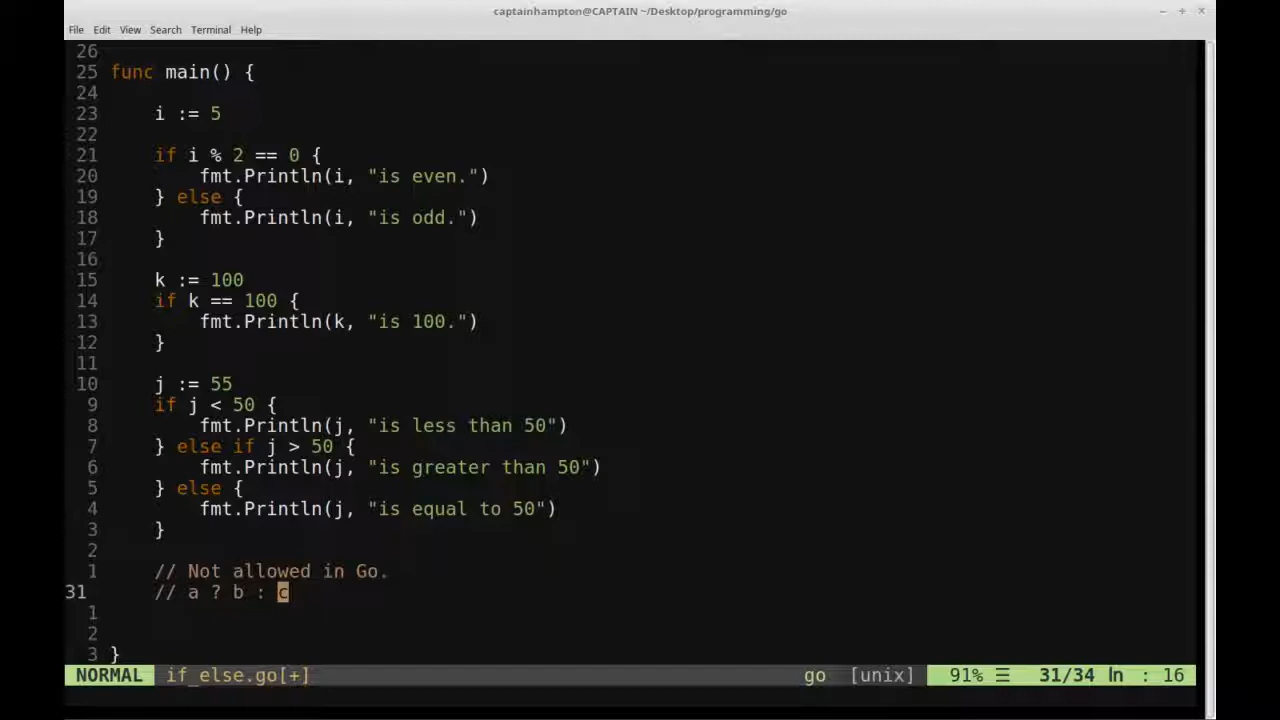 captainhampton@CAPTAIN ~/Desktop/programming/go
File Edit View Search Terminal Help
26
25 func main() {
24
23     i := 5
22
21     if i % 2 == 0 {
20         fmt.Println(i, "is even.")
19     } else {
18         fmt.Println(i, "is odd.")
17     }
16
15     k := 100
14     if k == 100 {
13         fmt.Println(k, "is 100.")
12     }
11
10     j := 55
9     if j < 50 {
8         fmt.Println(j, "is less than 50")
7     } else if j > 50 {
6         fmt.Println(j, "is greater than 50")
5     } else {
4         fmt.Println(j, "is equal to 50")
3     }
2
1     // Not allowed in Go.
31     // a ? b : c
1
2
3 }
NORMAL if_else.go[+] go [unix] 91% ☰ 31/34 ln : 16